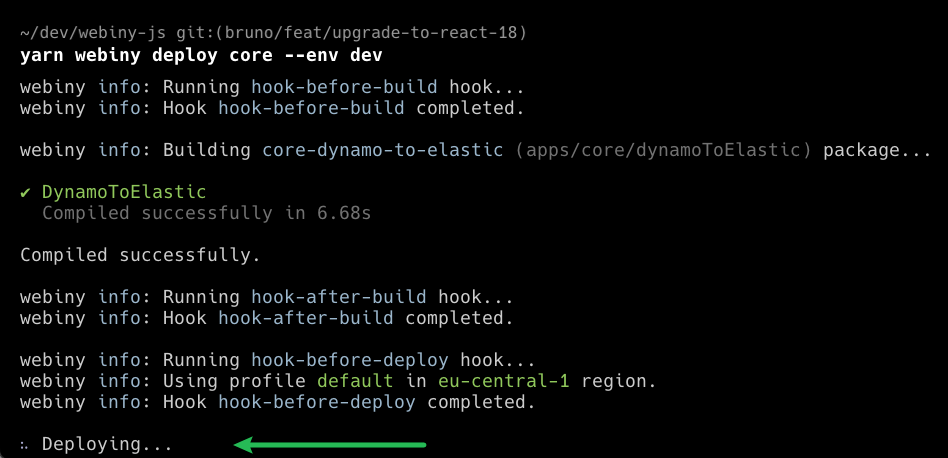 ~/dev/webiny-js git:(bruno/feat/upgrade-to-react-18)
yarn webiny deploy core --env dev
webiny info: Running hook-before-build hook...
webiny info: Hook hook-before-build completed.
webiny info: Building core-dynamo-to-elastic (apps/core/dynamoToElastic) package...
✔ DynamoToElastic
Compiled successfully in 6.68s
Compiled successfully.
webiny info: Running hook-after-build hook...
webiny info: Hook hook-after-build completed.
webiny info: Running hook-before-deploy hook...
webiny info: Using profile default in eu-central-1 region.
webiny info: Hook hook-before-deploy completed.
Deploying...